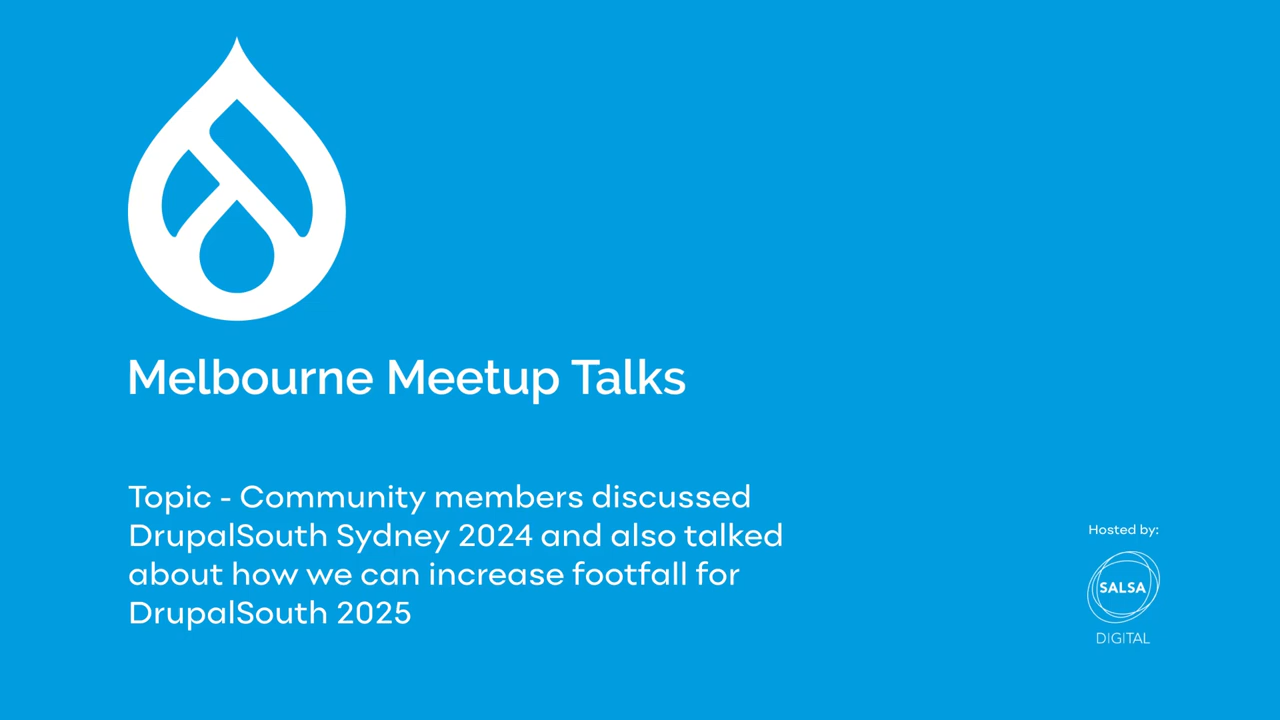 Melbourne Meetup Talks
Topic - Community members discussed
DrupalSouth Sydney 2024 and also talked
about how we can increase footfall for
DrupalSouth 2025
Hosted by:
SALSA
DIGITAL